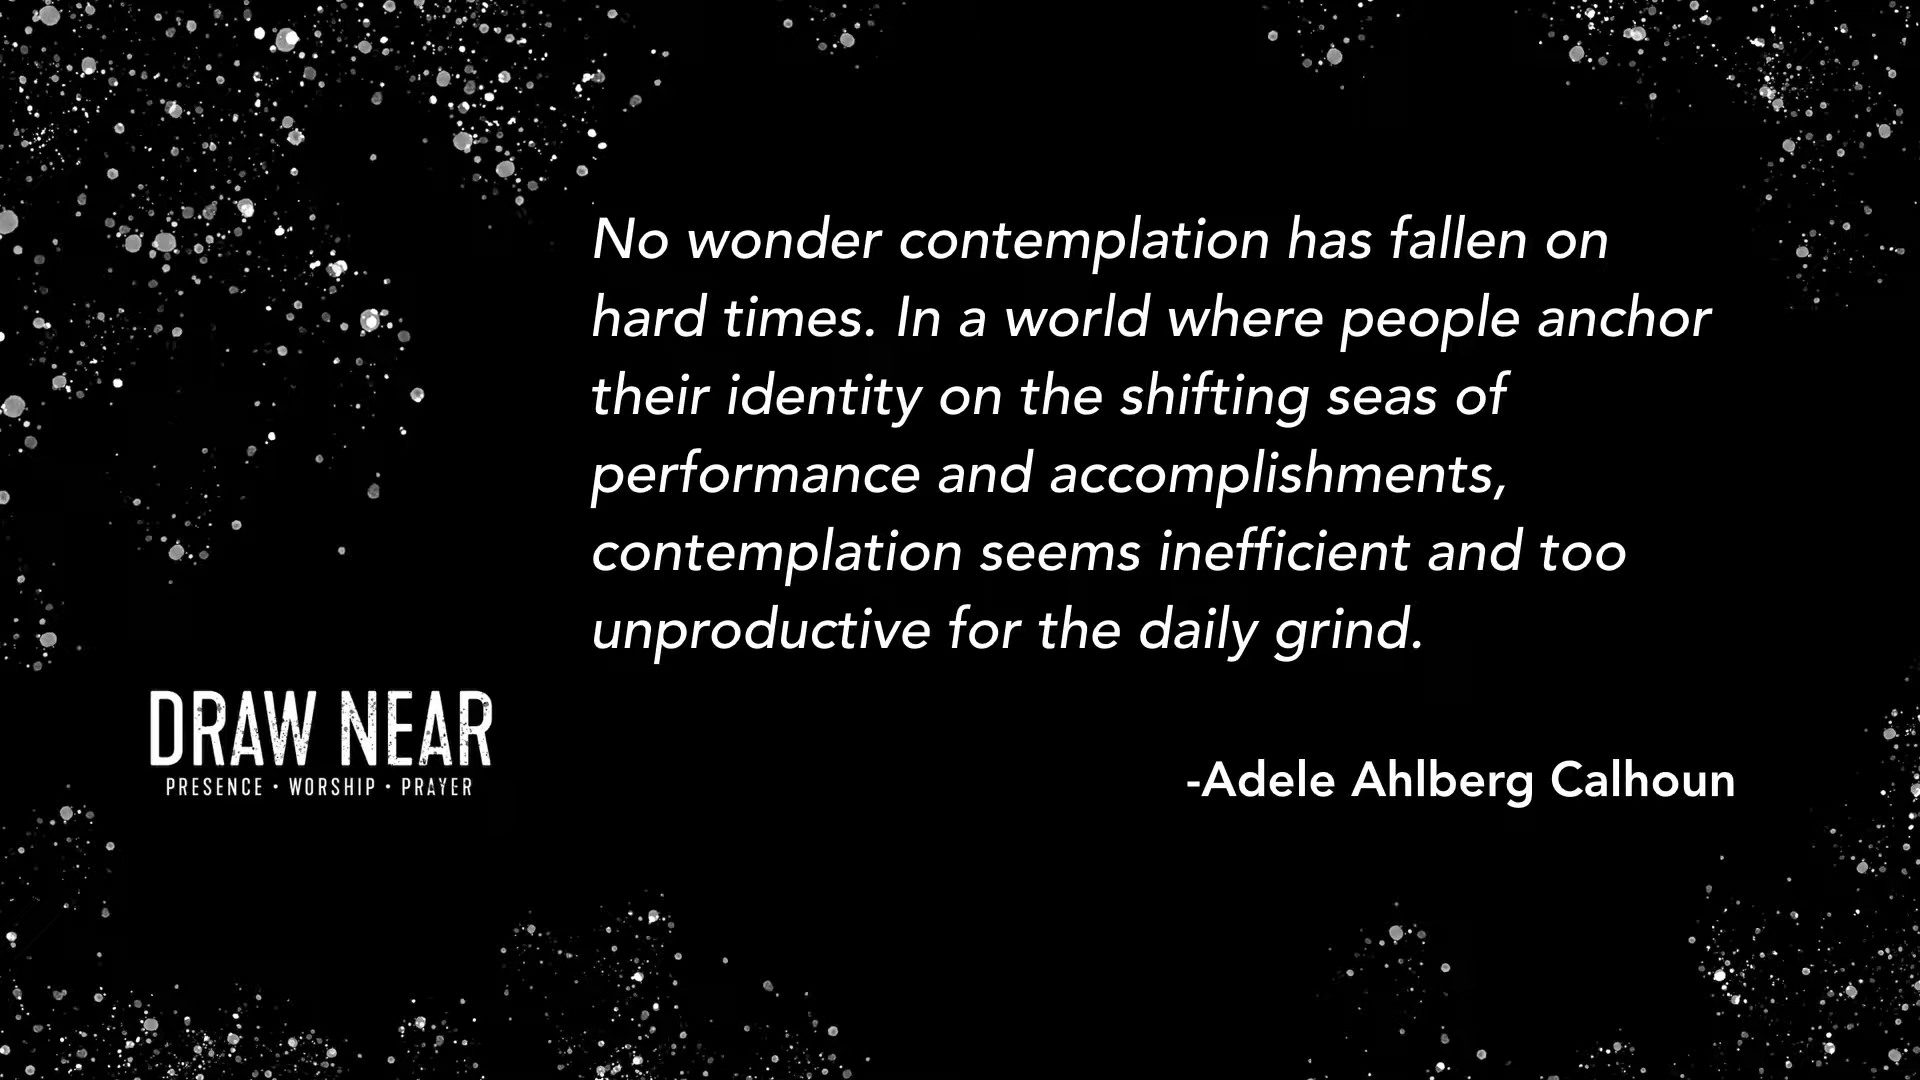 No wonder contemplation has fallen on
hard times. In a world where people anchor
their identity on the shifting seas of
performance and accomplishments,
contemplation seems inefficient and too
unproductive for the daily grind.
-Adele Ahlberg Calhoun
DRAW NEAR
PRESENCE • WORSHIP • PRAYER